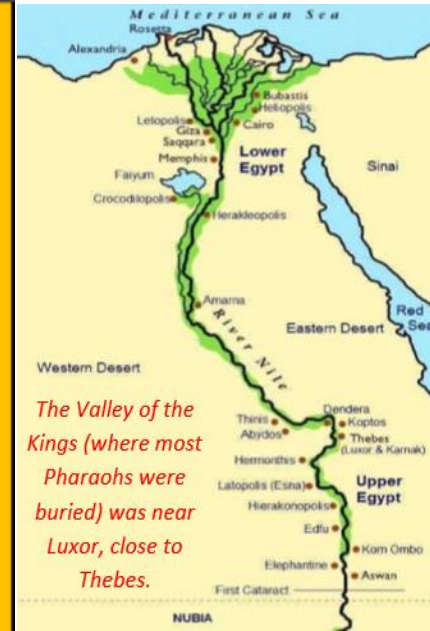 Mediterranean Sea
Rosetta
Alexandria
Bubastis
Heliopolis
Letopolis
Giza
Cairo
Saqqara
Lower
Egypt
Memphis
Sinai
Faiyum
Crocodilopolis
Herakleopolis
Amarna
River Nile
Red
Sea
Eastern Desert
Western Desert
The Valley of the
Kings (where most
Pharaohs were
buried) was near
Luxor, close to
Thebes.
Dendera
Thinis
Koptos
Abydos
Thebes
(Luxor & Karnak)
Hermonthis
Latopolis (Esna)
Upper
Egypt
Hierakonopolis
Edfu
Kom Ombo
Elephantine
Aswan
First Cataract
NUBIA